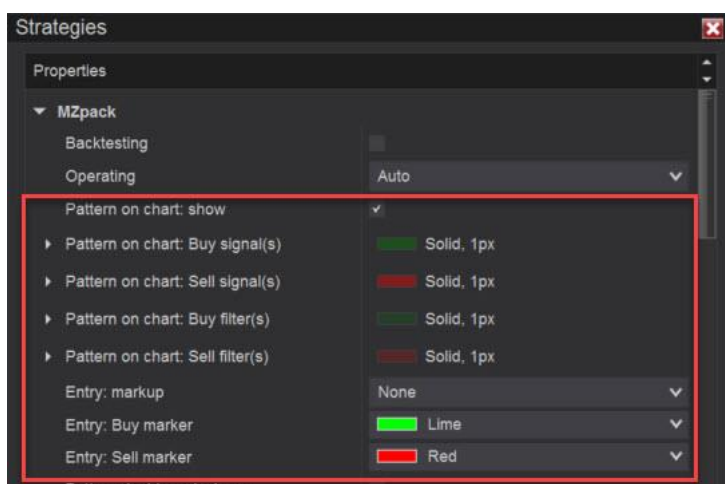 Strategies
Properties
MZpack
Backtesting
Operating Auto
Pattern on chart: show
Pattern on chart: Buy signal(s) Solid, 1px
Pattern on chart: Sell signal(s) Solid, 1px
Pattern on chart: Buy filter(s) Solid, 1px
Pattern on chart: Sell filter(s) Solid, 1px
Entry: markup None
Entry: Buy marker Lime
Entry: Sell marker Red